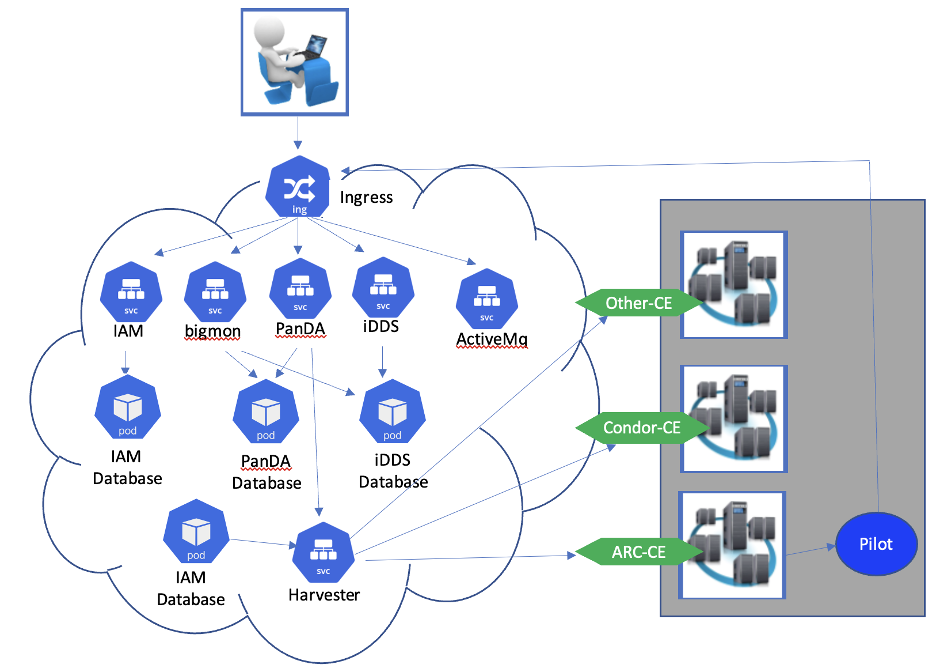 ing
Ingress
svc
svc
svc
svc
svc
IAM
bigmon
PanDA
iDDS
ActiveMq
Other-CE
pod
pod
pod
IAM
Database
PanDA
Database
iDDS
Database
Condor-CE
pod
IAM
Database
svc
Harvester
ARC-CE
Pilot